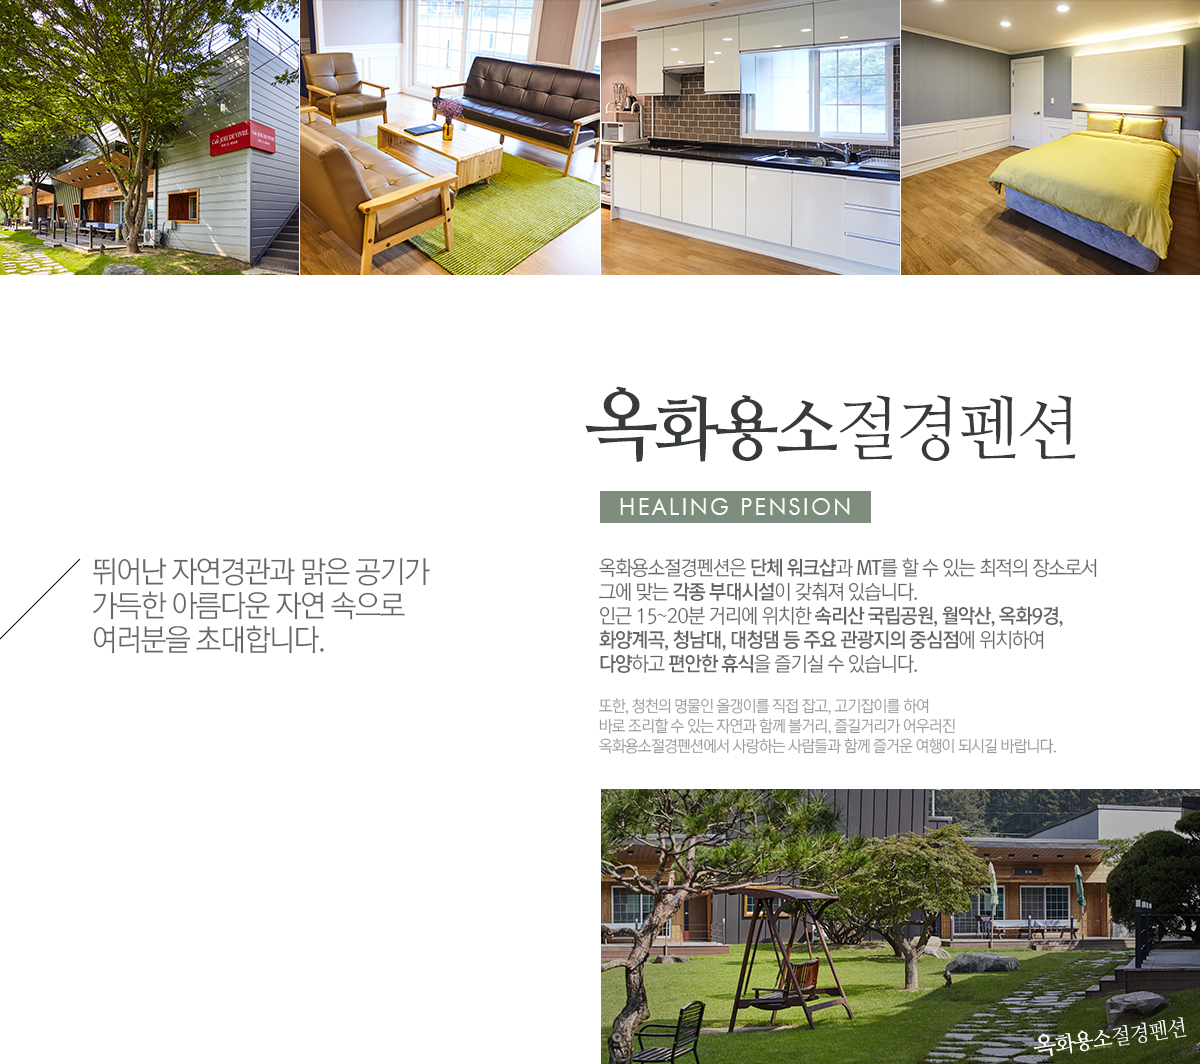 Café JOIE DE VIVRE
옥화용소절경펜션
HEALING PENSION
뛰어난 자연경관과 맑은 공기가
가득한 아름다운 자연 속으로
여러분을 초대합니다.
옥화용소절경펜션은 단체 워크샵과 MT를 할 수 있는 최적의 장소로서
그에 맞는 각종 부대시설이 갖춰져 있습니다.
인근 15~20분 거리에 위치한 속리산 국립공원, 월악산, 옥화9경,
화양계곡, 청남대, 대청댐 등 주요 관광지의 중심점에 위치하여
다양하고 편안한 휴식을 즐기실 수 있습니다.
또한, 청천의 명물인 올갱이를 직접 잡고, 고기잡이를 하여
바로 조리할 수 있는 자연과 함께 볼거리, 즐길거리가 어우러진
옥화용소절경펜션에서 사랑하는 사람들과 함께 즐거운 여행이 되시길 바랍니다.
옥화용소절경펜션